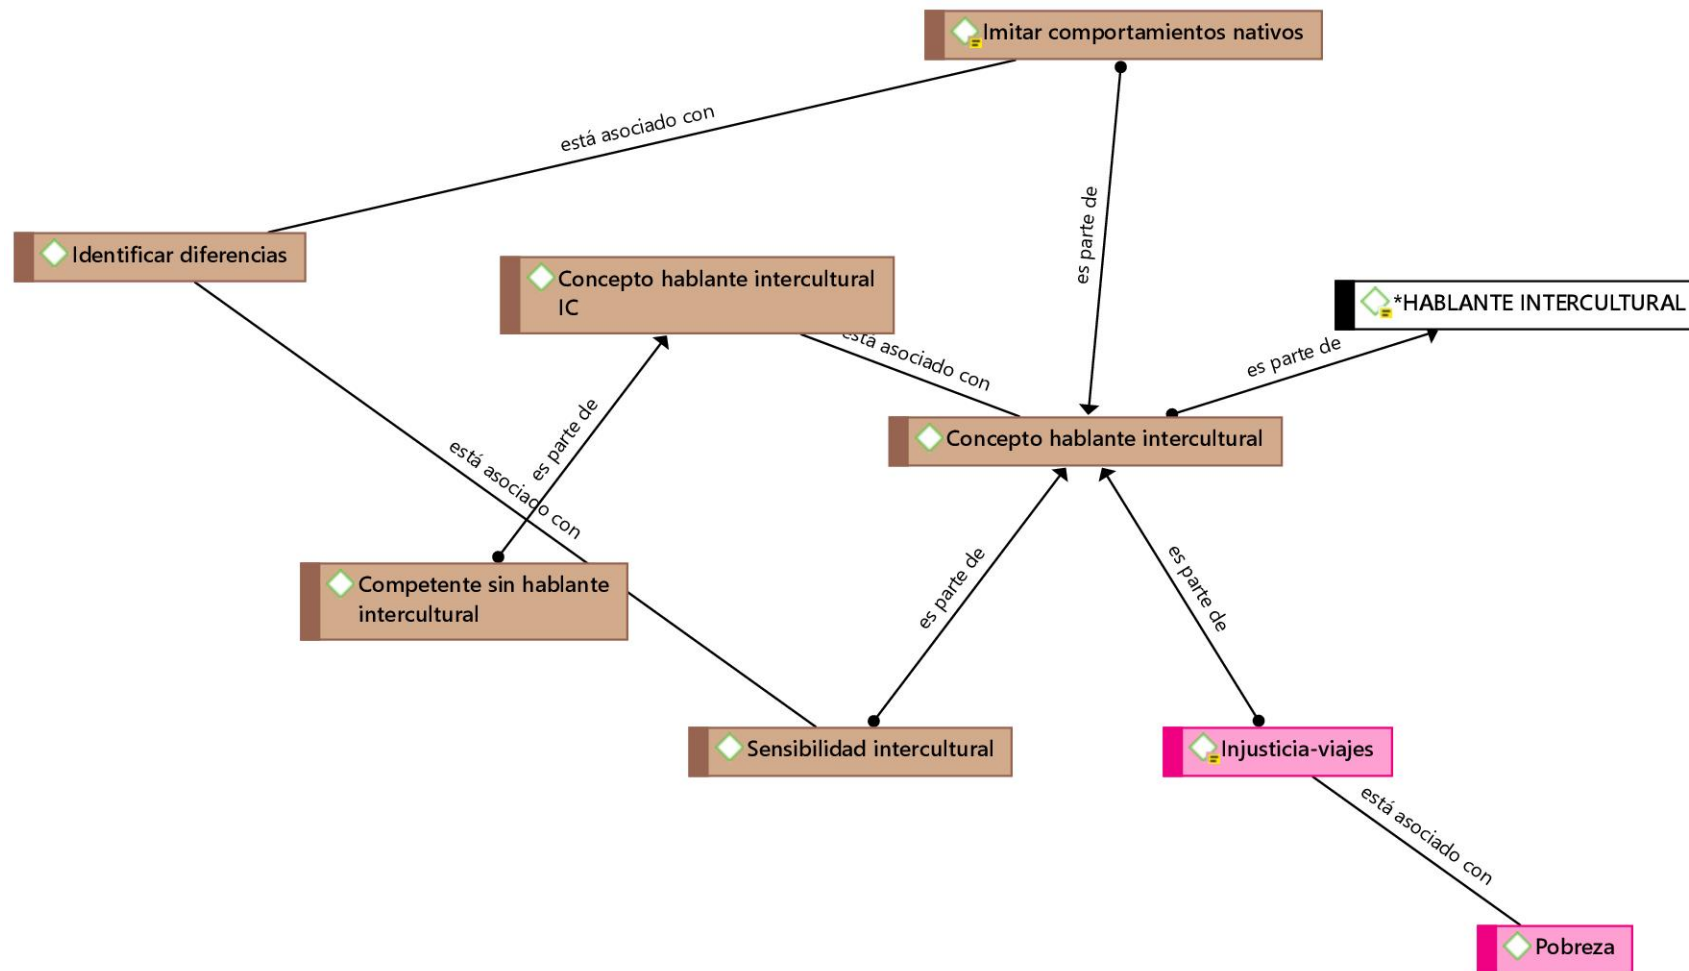 Imitar comportamientos nativos
está asociado con
es parte de
Identificar diferencias
Concepto hablante intercultural
IC
*HABLANTE INTERCULTURAL
está asociado con
es parte de
Concepto hablante intercultural
es parte de
está asociado con
Competente sin hablante
intercultural
es parte de
es parte de
Sensibilidad intercultural
Injusticia-viajes
está asociado con
Pobreza